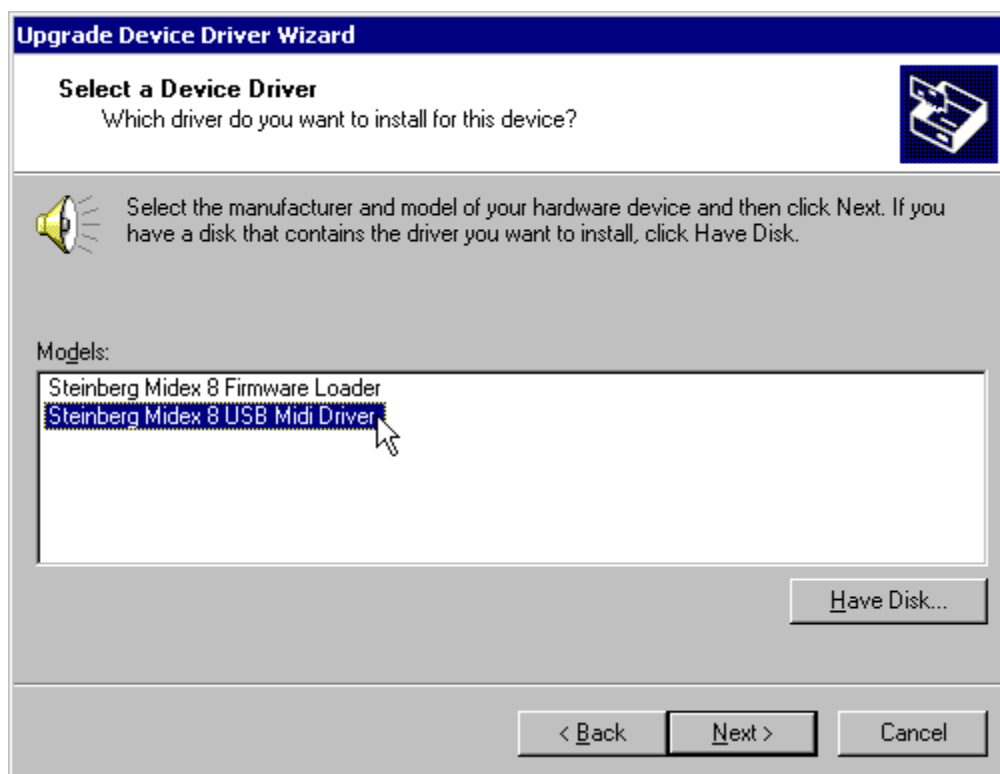 Upgrade Device Driver Wizard
Select a Device Driver
Which driver do you want to install for this device?
Select the manufacturer and model of your hardware device and then click Next. If you
have a disk that contains the driver you want to install, click Have Disk.
Models:
Steinberg Midex 8 Firmware Loader
Steinberg Midex 8 USB Midi Driver
Have Disk...
< Back
Next >
Cancel